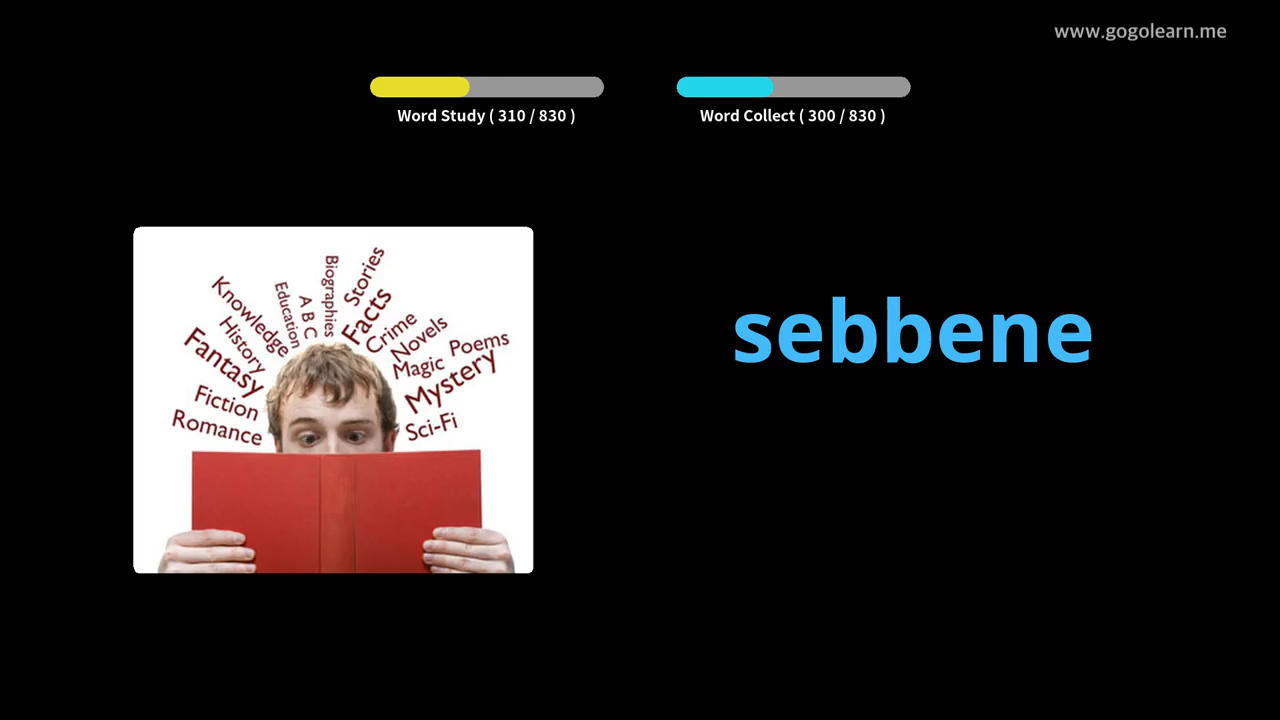 www.gogolearn.me
Word Study ( 310 / 830 )
Word Collect ( 300 / 830 )
Stories
Biographies
Facts
A B C
Education
Knowledge
Crime
Novels
History
Poems
Magic
Fantasy
Mystery
Fiction
Sci-Fi
Romance
sebbene